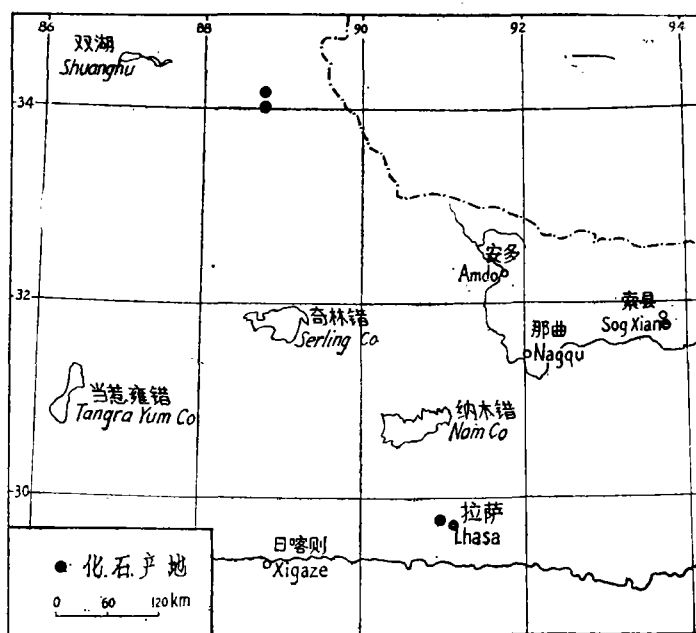 86 88 90 92 94
双湖
Shuanghu
34
安多
Amdo
32
奇林错
Serling Co
索县
Sog Xian
那曲
Nagqu
当惹雍错
Tangra Yum Co
纳木错
Nam Co
30
拉萨
Lhasa
日喀则
Xigaze
化石产地
0 60 120 km